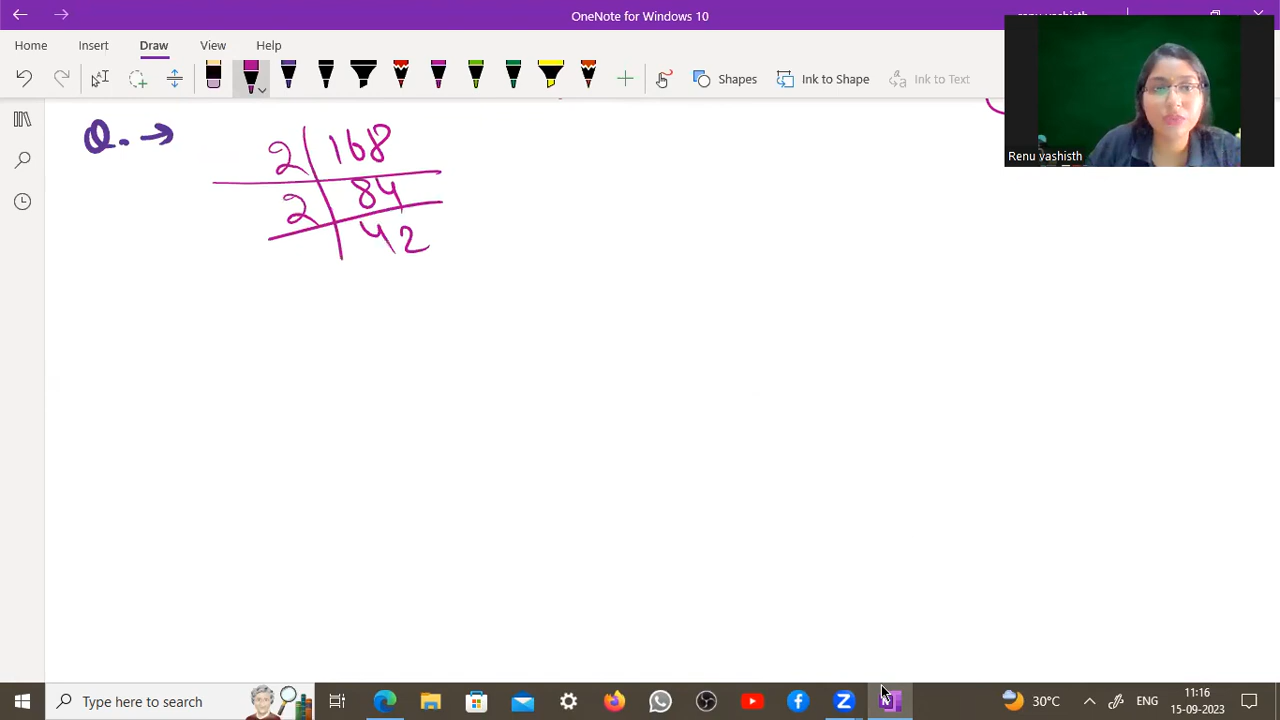 OneNote for Windows 10
Home Insert Draw View Help
Shapes Ink to Shape Ink to Text
Renu vashisth
Q. →
2 168
2 84
42
Type here to search
30°C ENG 11:16
15-09-2023